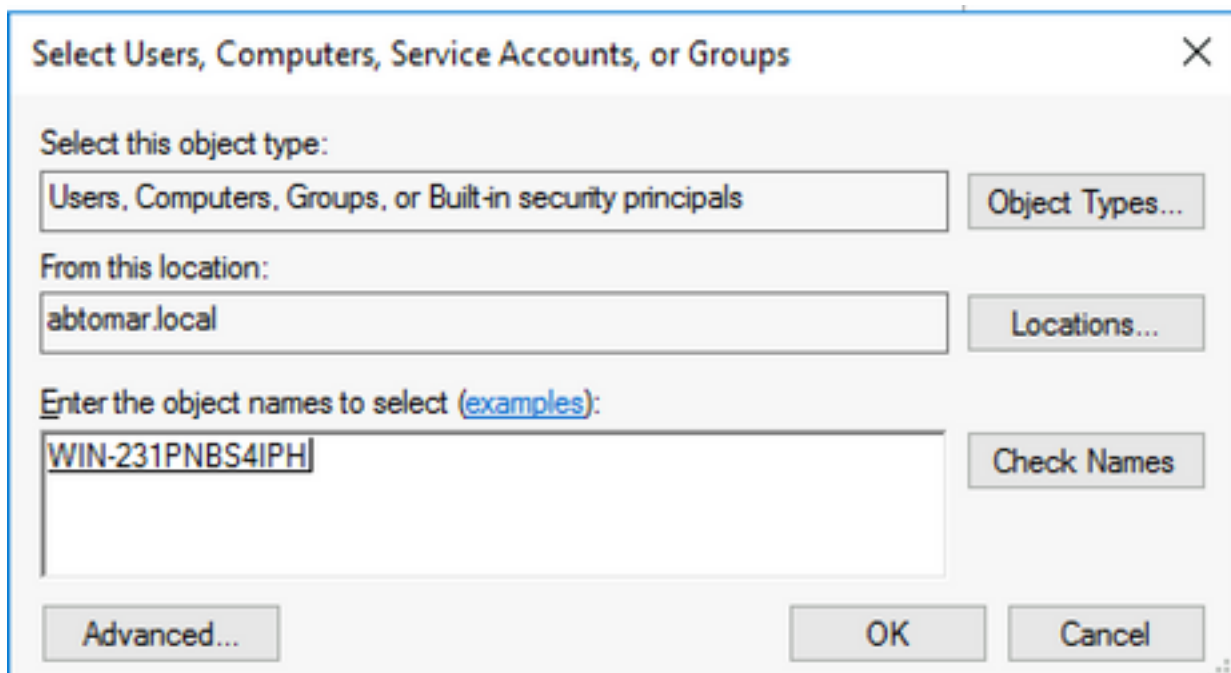 Select Users, Computers, Service Accounts, or Groups
Select this object type:
Users, Computers, Groups, or Built-in security principals
Object Types...
From this location:
abtomar.local
Locations...
Enter the object names to select (examples):
WIN-231PNBS4IPH
Check Names
Advanced...
OK
Cancel